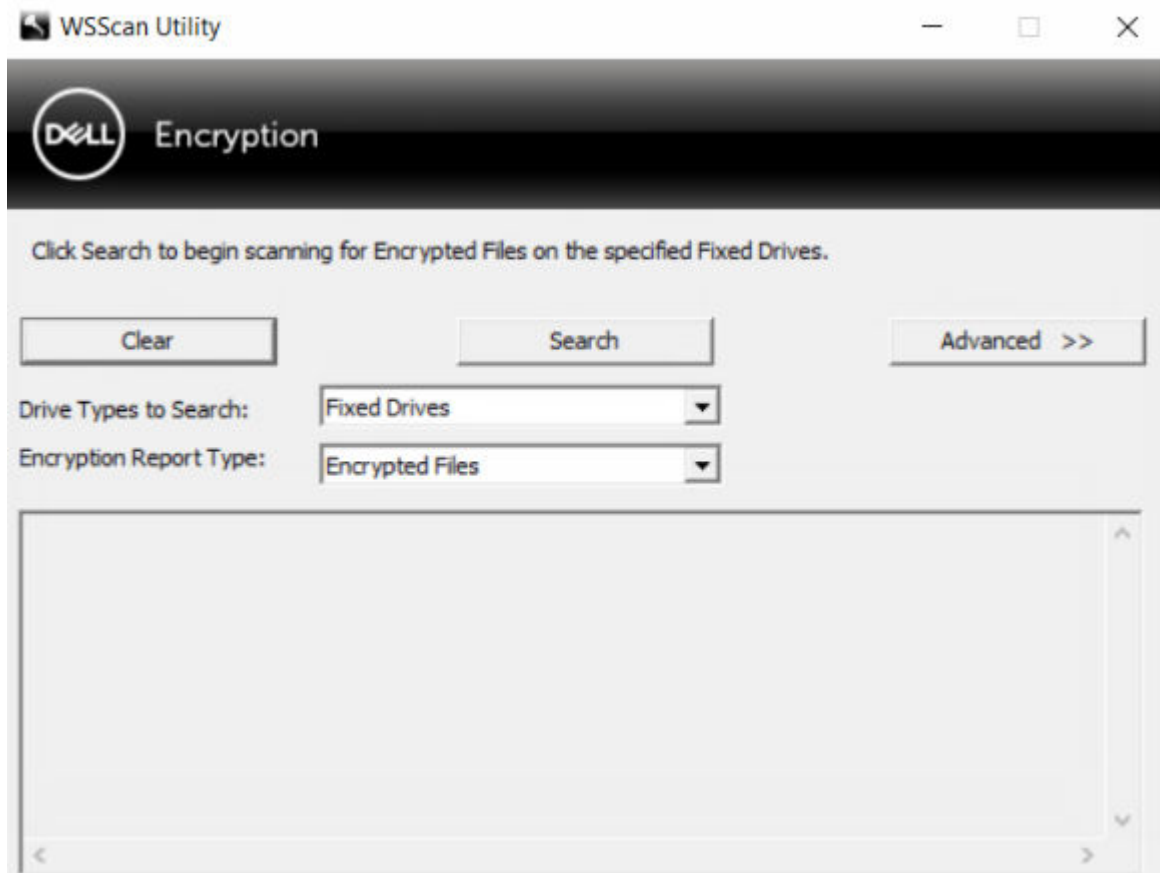 WSScan Utility
DELL Encryption
Click Search to begin scanning for Encrypted Files on the specified Fixed Drives.
Clear Search Advanced >>
Drive Types to Search: Fixed Drives
Encryption Report Type: Encrypted Files